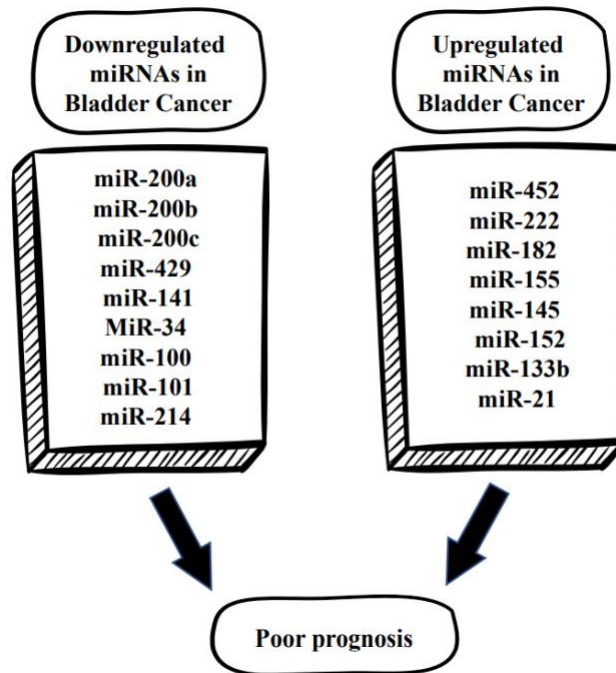 Downregulated
miRNAs in
Bladder Cancer
miR-200a
miR-200b
miR-200c
miR-429
miR-141
MiR-34
miR-100
miR-101
miR-214
Upregulated
miRNAs in
Bladder Cancer
miR-452
miR-222
miR-182
miR-155
miR-145
miR-152
miR-133b
miR-21
Poor prognosis